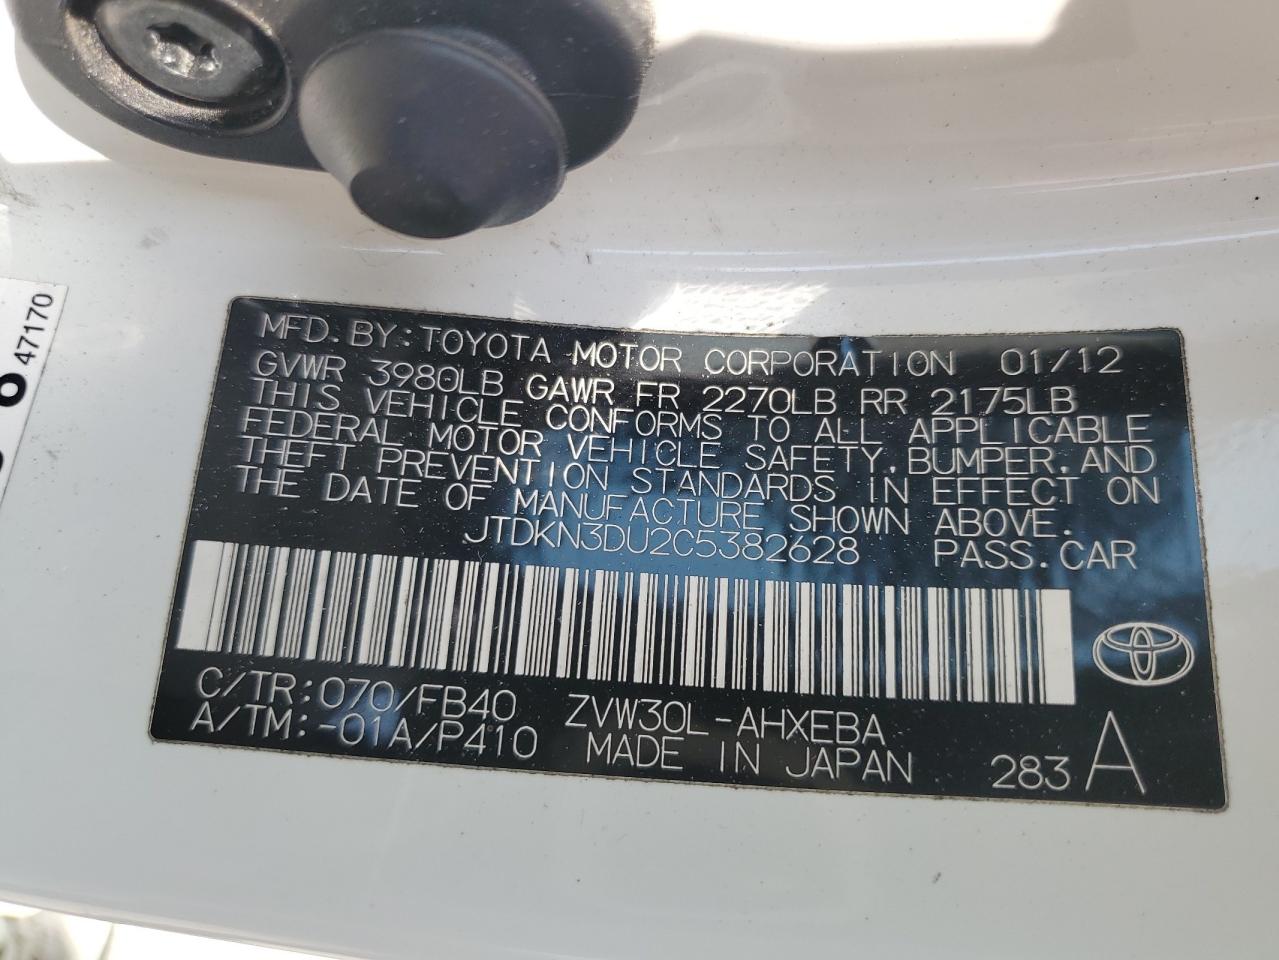 47170
MFD. BY: TOYOTA MOTOR CORPORATION 01/12
GVWR 3980LB GAWR FR 2270LB RR 2175LB
THIS VEHICLE CONFORMS TO ALL APPLICABLE
FEDERAL MOTOR VEHICLE SAFETY, BUMPER, AND
THEFT PREVENTION STANDARDS IN EFFECT ON
THE DATE OF MANUFACTURE SHOWN ABOVE.
JTDKN3DU2C5382628 PASS. CAR
C/TR: 070/FB40 ZVW30L-AHXEBA
A/TM: -01A/P410 MADE IN JAPAN 283 A